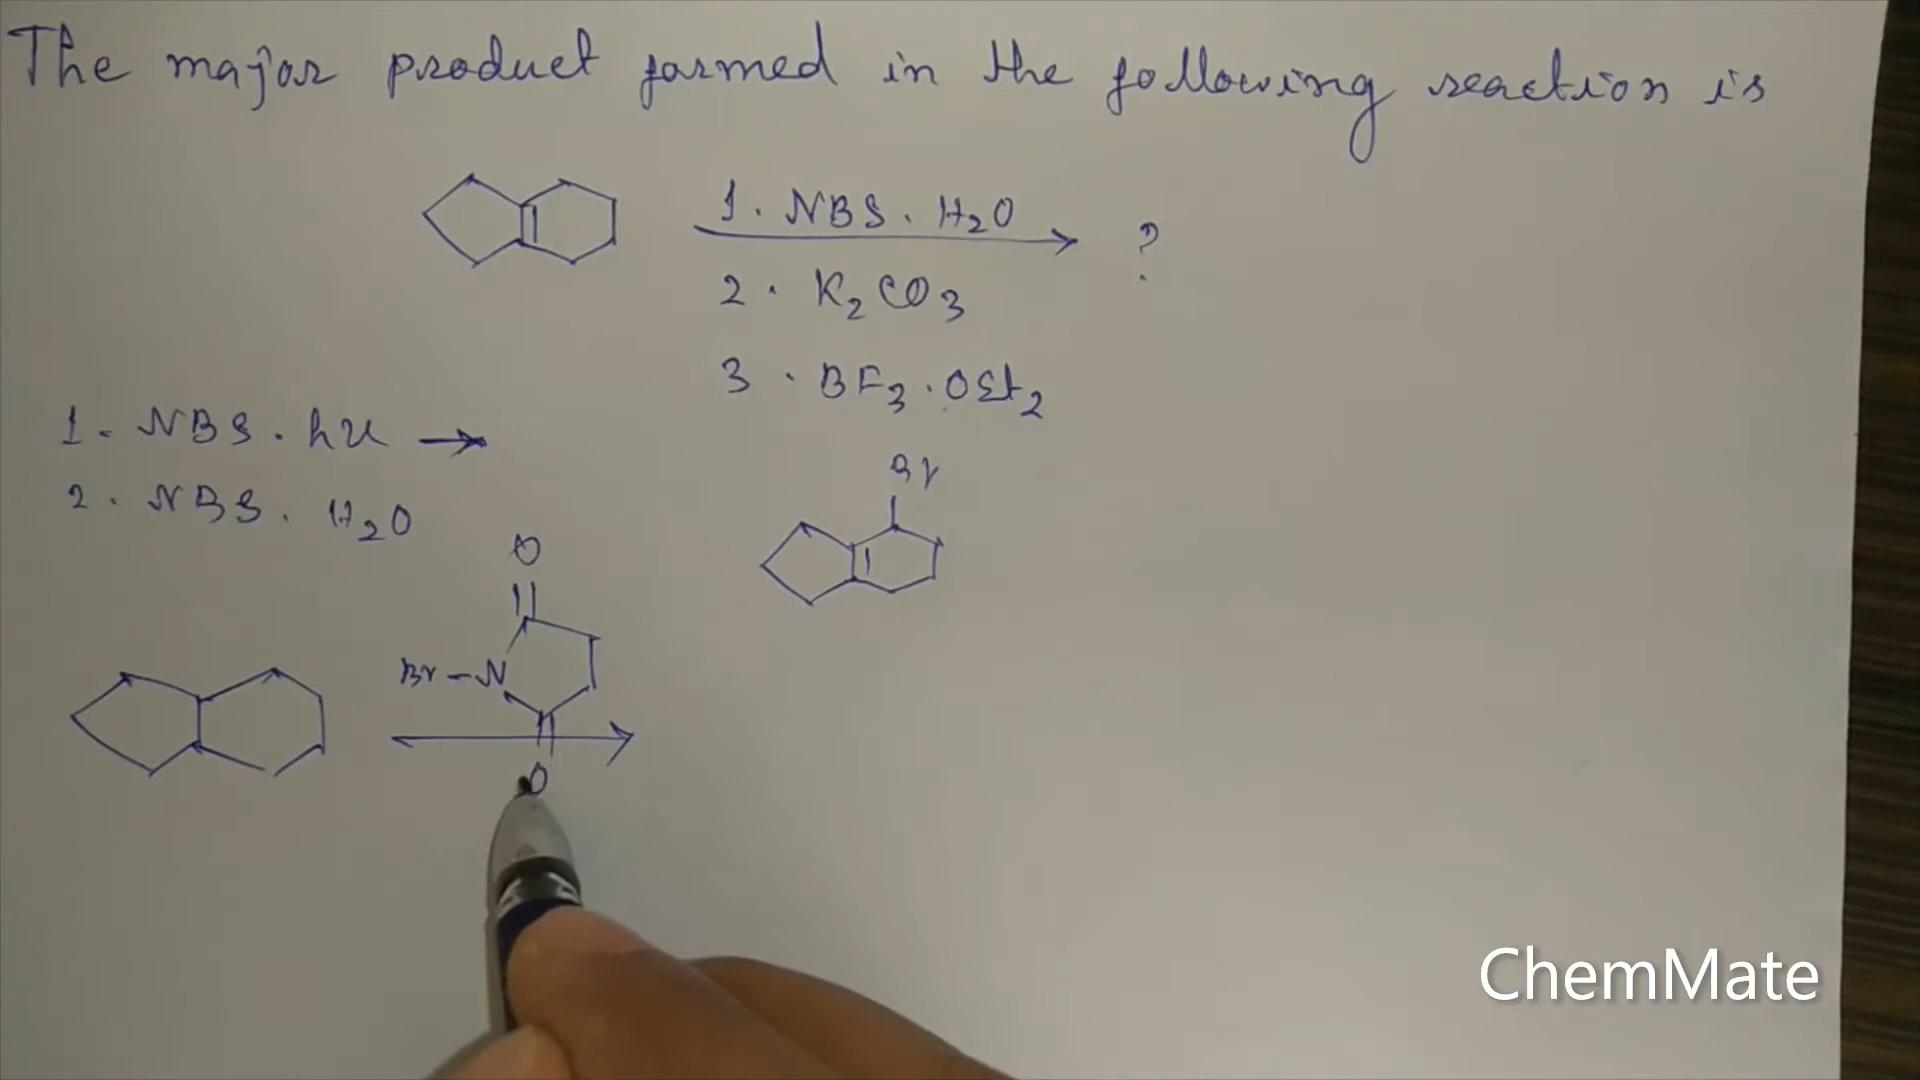 The major product formed in the following reaction is
1. NBS. H2O
?
2. K2CO3
3. BF3.OEt2
1. NBS. hν →
2. NBS. H2O
Br
O
Br-N
O
ChemMate